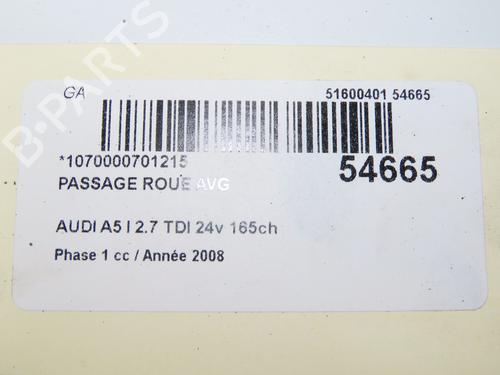 GA
51600401 54665
*1070000701215
54665
PASSAGE ROUE AVG
AUDI A5 I 2.7 TDI 24v 165ch
Phase 1 cc / Année 2008
B-PARTS